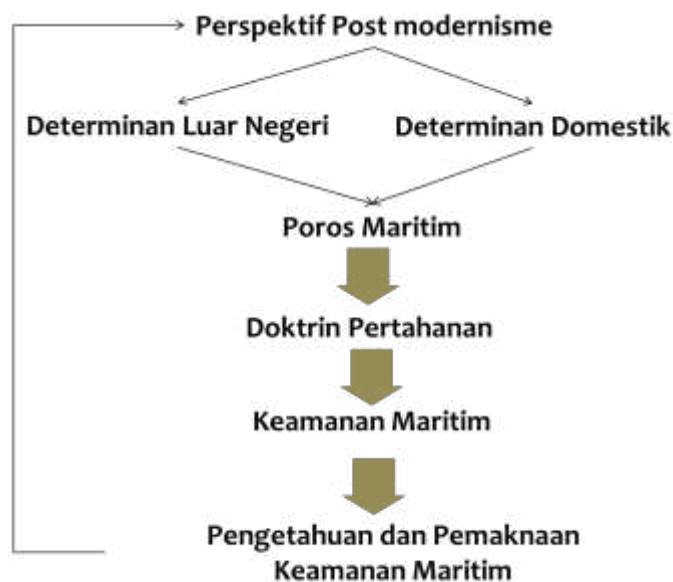 Perspektif Post modernisme
Determinan Luar Negeri
Determinan Domestik
Poros Maritim
Doktrin Pertahanan
Keamanan Maritim
Pengetahuan dan Pemaknaan
Keamanan Maritim